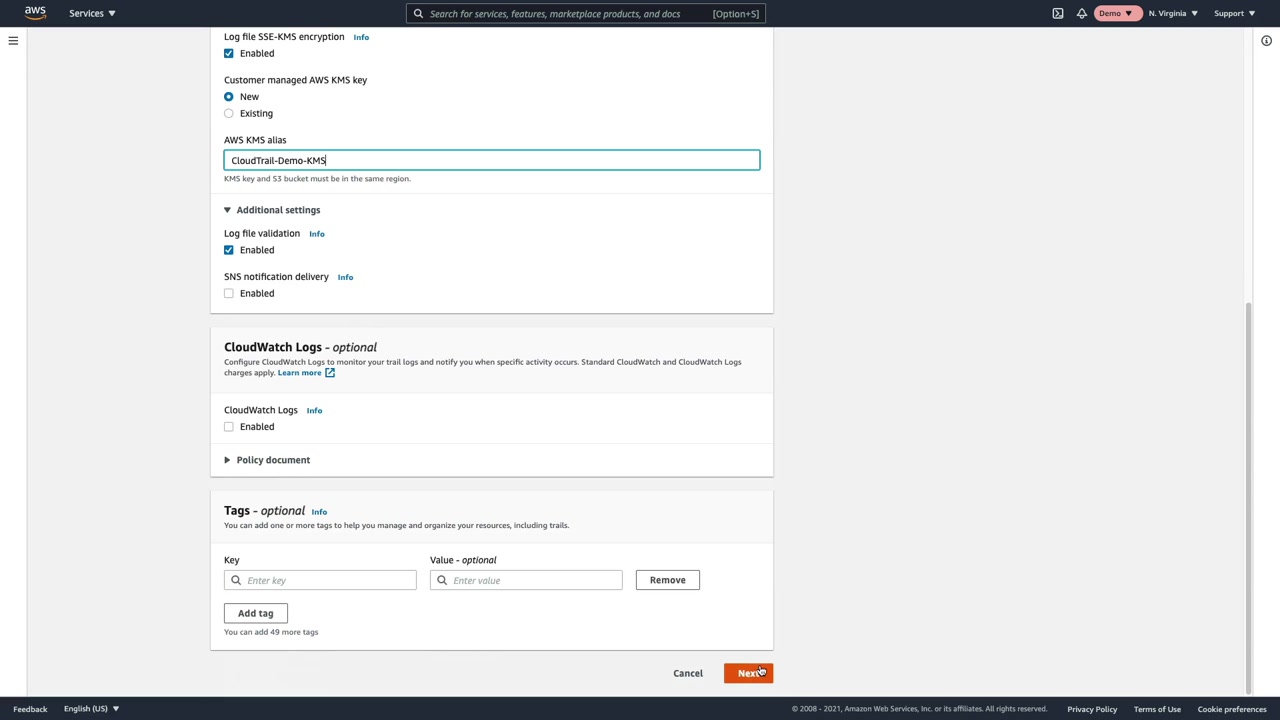 aws
Services
Search for services, features, marketplace products, and docs
[Option+S]
Demo
N. Virginia
Support
Log file SSE-KMS encryption Info
Enabled
Customer managed AWS KMS key
New
Existing
AWS KMS alias
CloudTrail-Demo-KMS
KMS key and S3 bucket must be in the same region.
Additional settings
Log file validation Info
Enabled
SNS notification delivery Info
Enabled
CloudWatch Logs - optional
Configure CloudWatch Logs to monitor your trail logs and notify you when specific activity occurs. Standard CloudWatch and CloudWatch Logs
charges apply. Learn more
CloudWatch Logs Info
Enabled
Policy document
Tags - optional Info
You can add one or more tags to help you manage and organize your resources, including trails.
Key
Value - optional
Enter key
Enter value
Remove
Add tag
You can add 49 more tags
Cancel
Next
Feedback
English (US)
© 2008 - 2021, Amazon Web Services, Inc. or its affiliates. All rights reserved.
Privacy Policy
Terms of Use
Cookie preferences